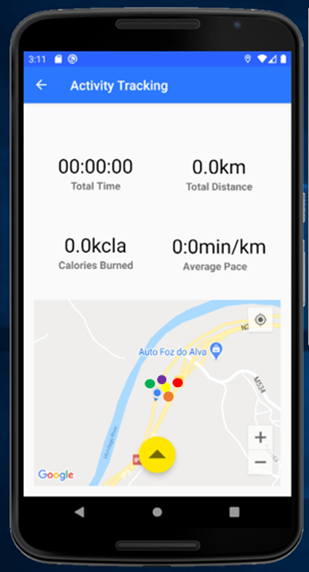 3:11
Activity Tracking
00:00:00
0.0km
Total Time
Total Distance
0.0kcla
0:0min/km
Calories Burned
Average Pace
Auto Foz do Alva
M534
Google